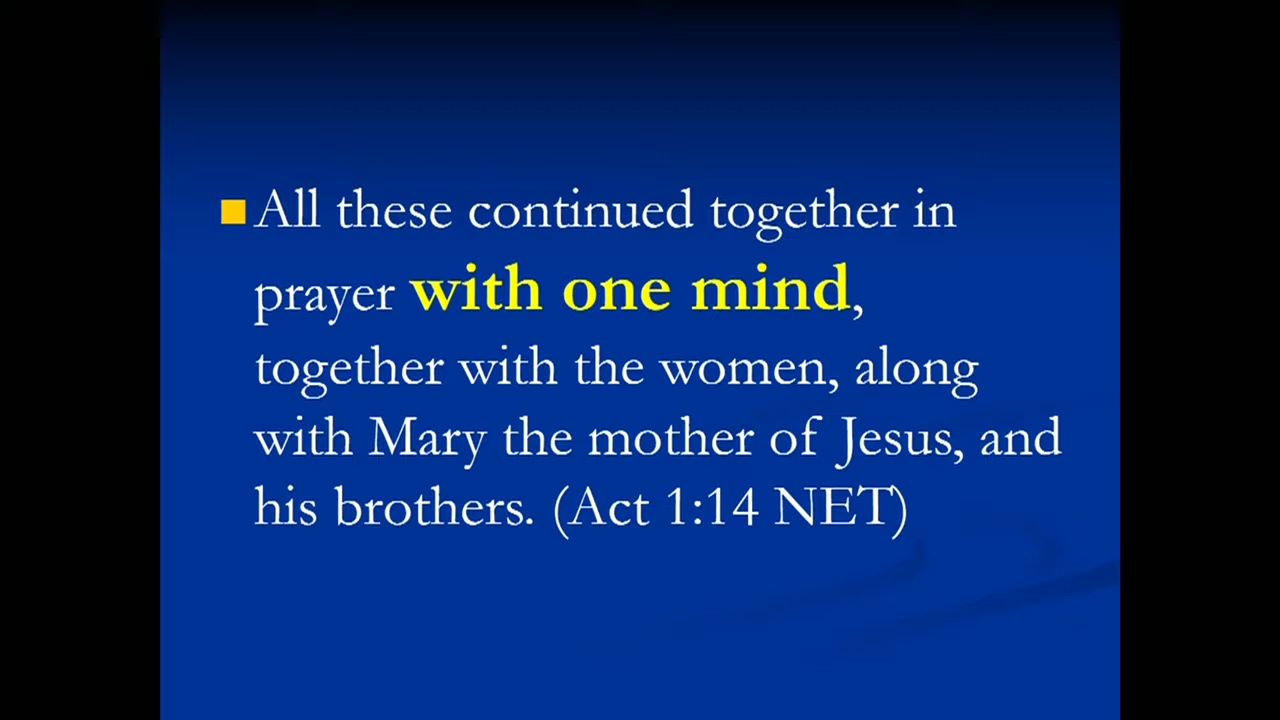 All these continued together in
prayer with one mind,
together with the women, along
with Mary the mother of Jesus, and
his brothers. (Act 1:14 NET)